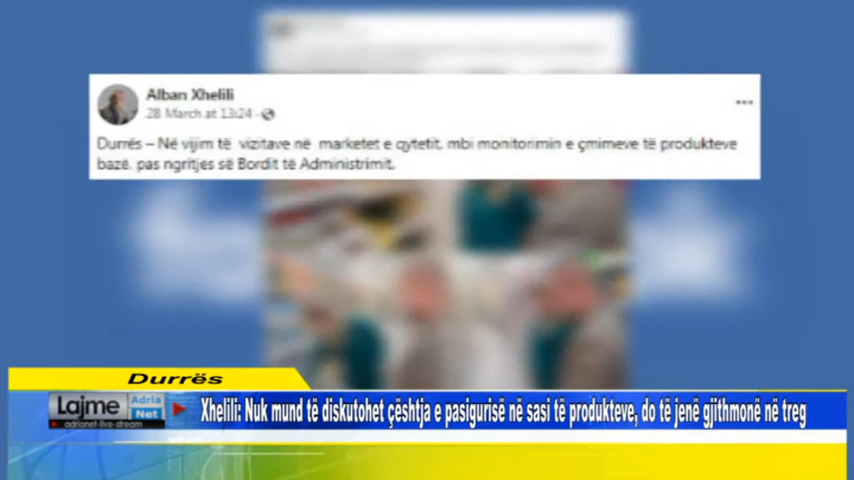 Alban Xhelili
28 March at 13:24 ·
Durrës – Në vijim të vizitave në marketet e qytetit, mbi monitorimin e çmimeve të produkteve
bazë, pas ngritjes së Bordit të Administrimit.
Durrës
Lajme Adria
Net
adrianet-live-stream
Xhelili: Nuk mund të diskutohet çështja e pasigurisë në sasi të produkteve, do të jenë gjithmonë në treg